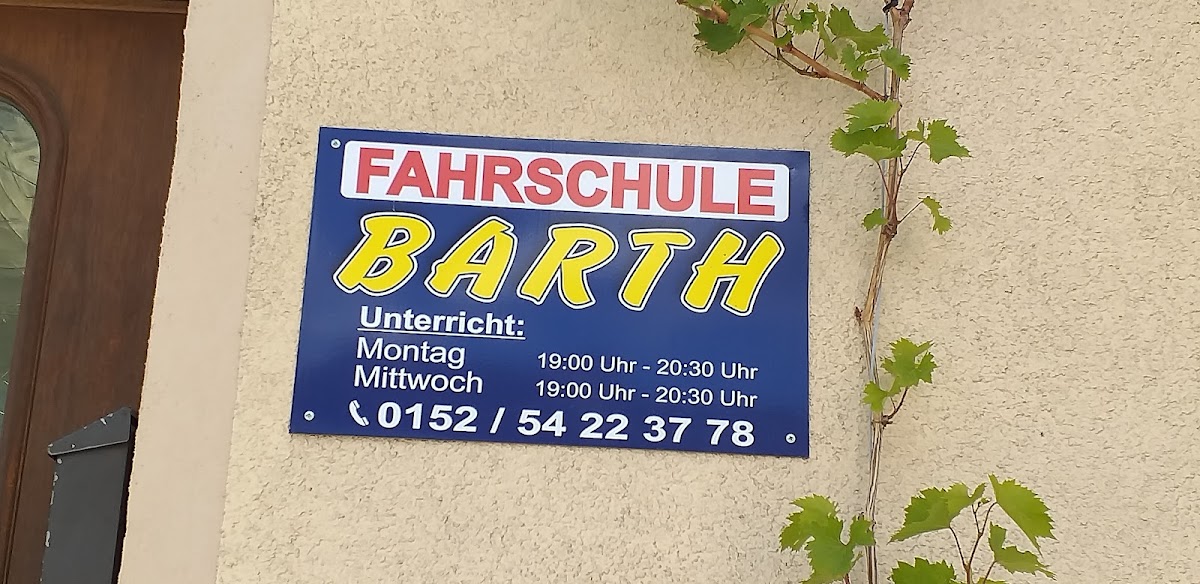 FAHRSCHULE
BARTH
Unterricht:
Montag 19:00 Uhr - 20:30 Uhr
Mittwoch 19:00 Uhr - 20:30 Uhr
0152 / 54 22 37 78